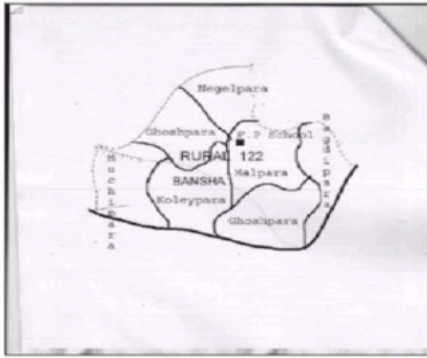 Negelpara
Ghoshpara
F.P School
RURAL 122
BANSHA
Malpara
Koleypara
Ghoshpara
Muchipara
Bagdipara